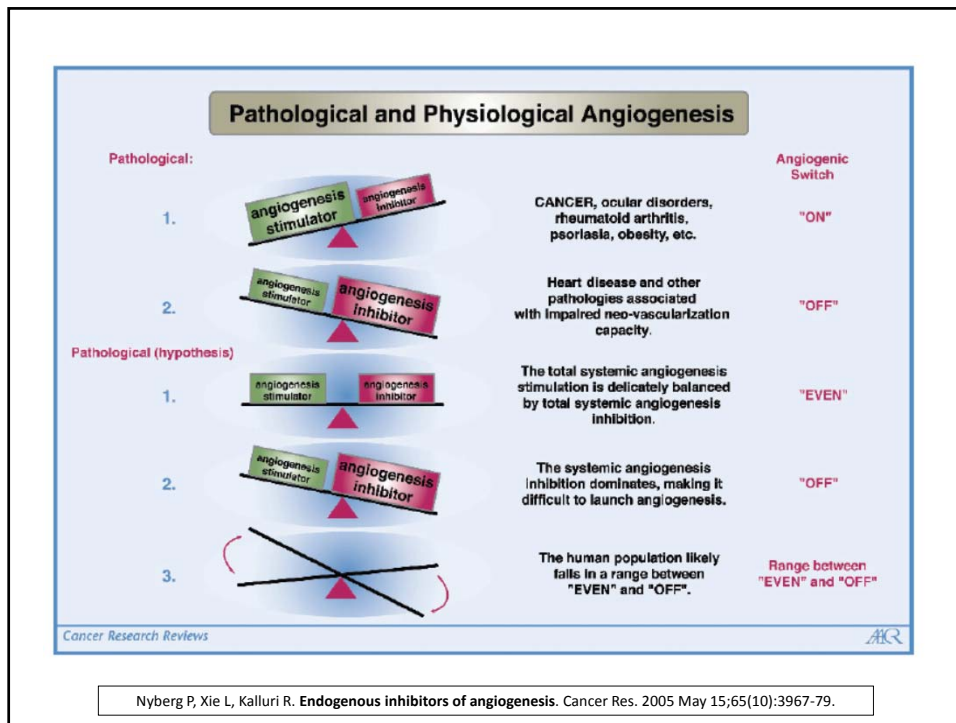 Pathological and Physiological Angiogenesis
Pathological:
Angiogenic
Switch
1.
angiogenesis
stimulator
angiogenesis
inhibitor
CANCER, ocular disorders,
rheumatoid arthritis,
psoriasia, obesity, etc.
"ON"
2.
angiogenesis
stimulator
angiogenesis
inhibitor
Heart disease and other
pathologies associated
with impaired neo-vascularization
capacity.
"OFF"
Pathological (hypothesis)
1.
angiogenesis
stimulator
angiogenesis
inhibitor
The total systemic angiogenesis
stimulation is delicately balanced
by total systemic angiogenesis
inhibition.
"EVEN"
2.
angiogenesis
stimulator
angiogenesis
inhibitor
The systemic angiogenesis
inhibition dominates, making it
difficult to launch angiogenesis.
"OFF"
3.
The human population likely
falls in a range between
"EVEN" and "OFF".
Range between
"EVEN" and "OFF"
Cancer Research Reviews
AACR
Nyberg P, Xie L, Kalluri R. Endogenous inhibitors of angiogenesis. Cancer Res. 2005 May 15;65(10):3967-79.